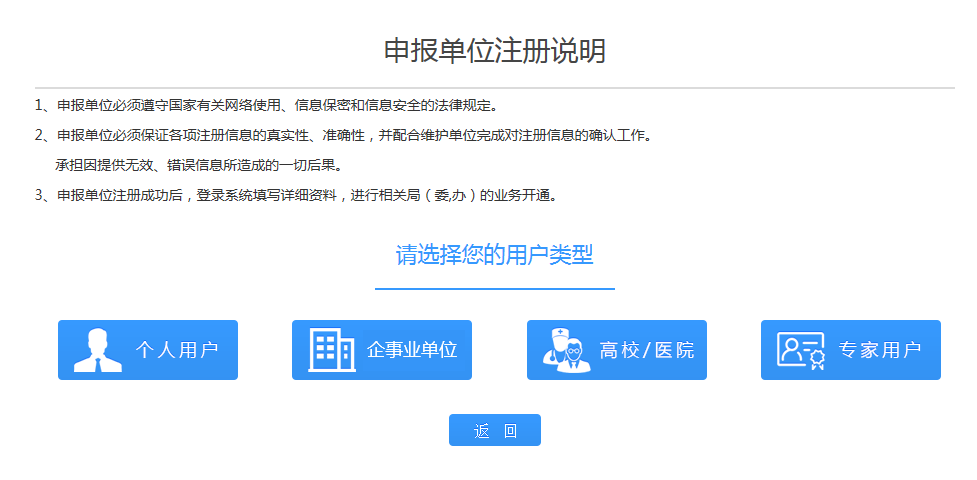 申报单位注册说明
1、申报单位必须遵守国家有关网络使用、信息保密和信息安全的法律规定。
2、申报单位必须保证各项注册信息的真实性、准确性，并配合维护单位完成对注册信息的确认工作。
承担因提供无效、错误信息所造成的一切后果。
3、申报单位注册成功后，登录系统填写详细资料，进行相关局（委,办）的业务开通。
请选择您的用户类型
个人用户
企事业单位
高校/医院
专家用户
返 回